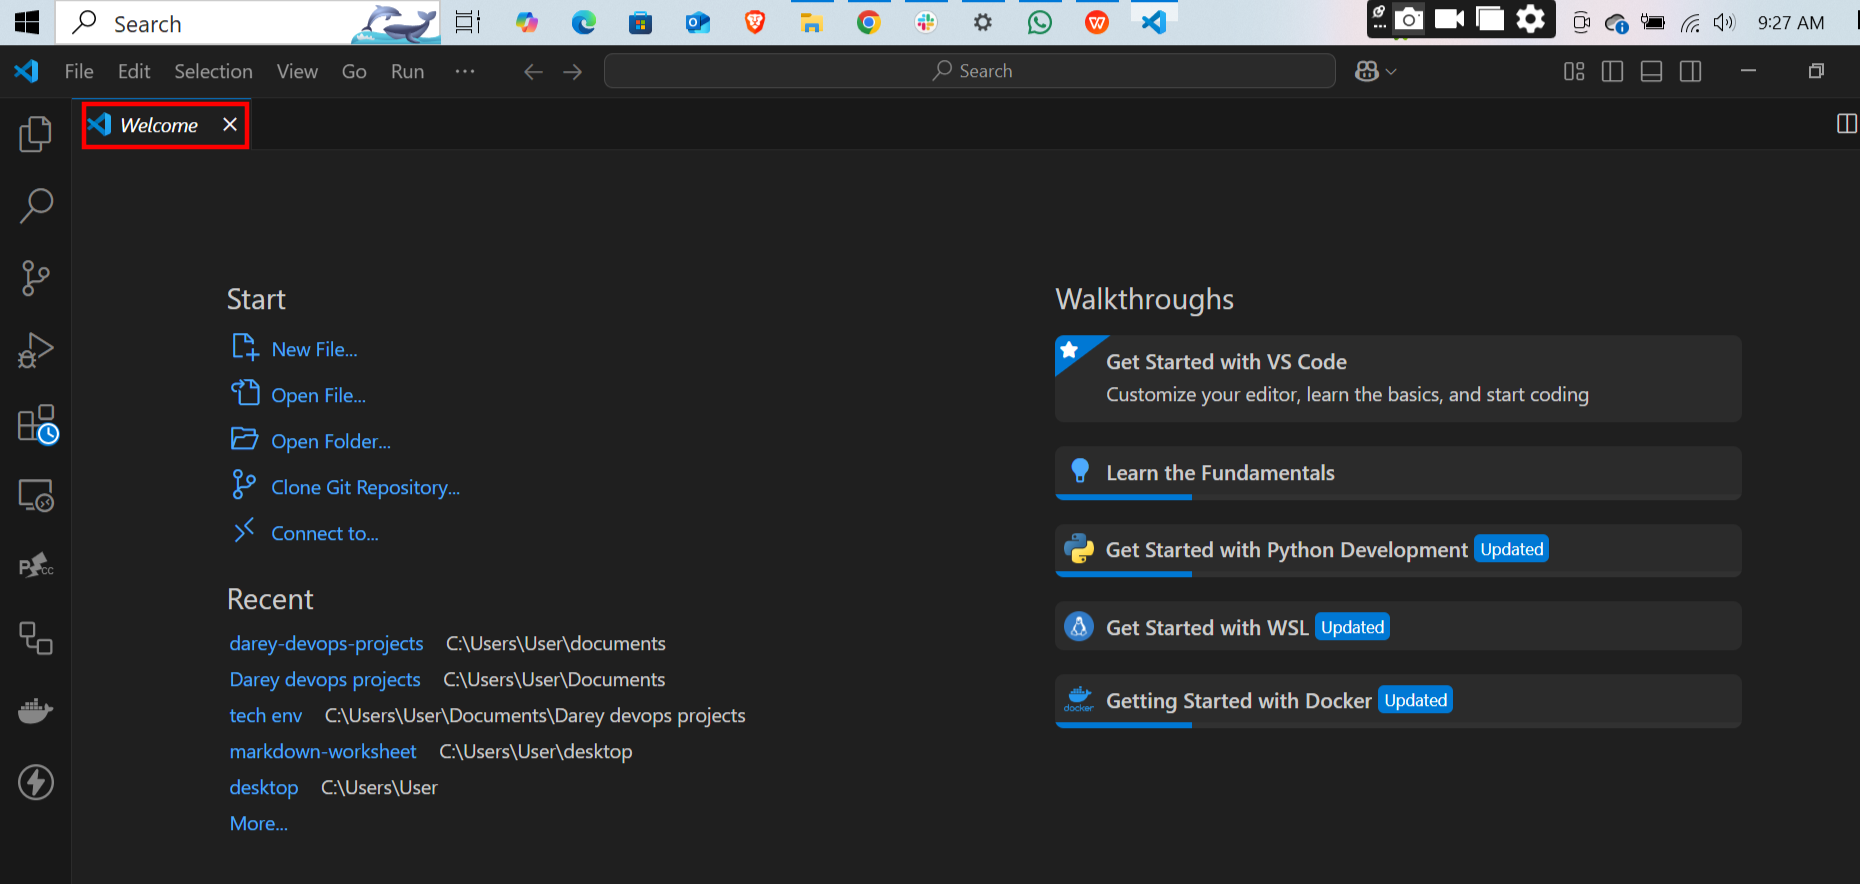 Search
9:27 AM
File Edit Selection View Go Run ... Search
Welcome
Start
New File...
Open File...
Open Folder...
Clone Git Repository...
Connect to...
Recent
darey-devops-projects C:\Users\User\documents
Darey devops projects C:\Users\User\Documents
tech env C:\Users\User\Documents\Darey devops projects
markdown-worksheet C:\Users\User\desktop
desktop C:\Users\User
More...
Walkthroughs
Get Started with VS Code
Customize your editor, learn the basics, and start coding
Learn the Fundamentals
Get Started with Python Development Updated
Get Started with WSL Updated
docker
Getting Started with Docker Updated